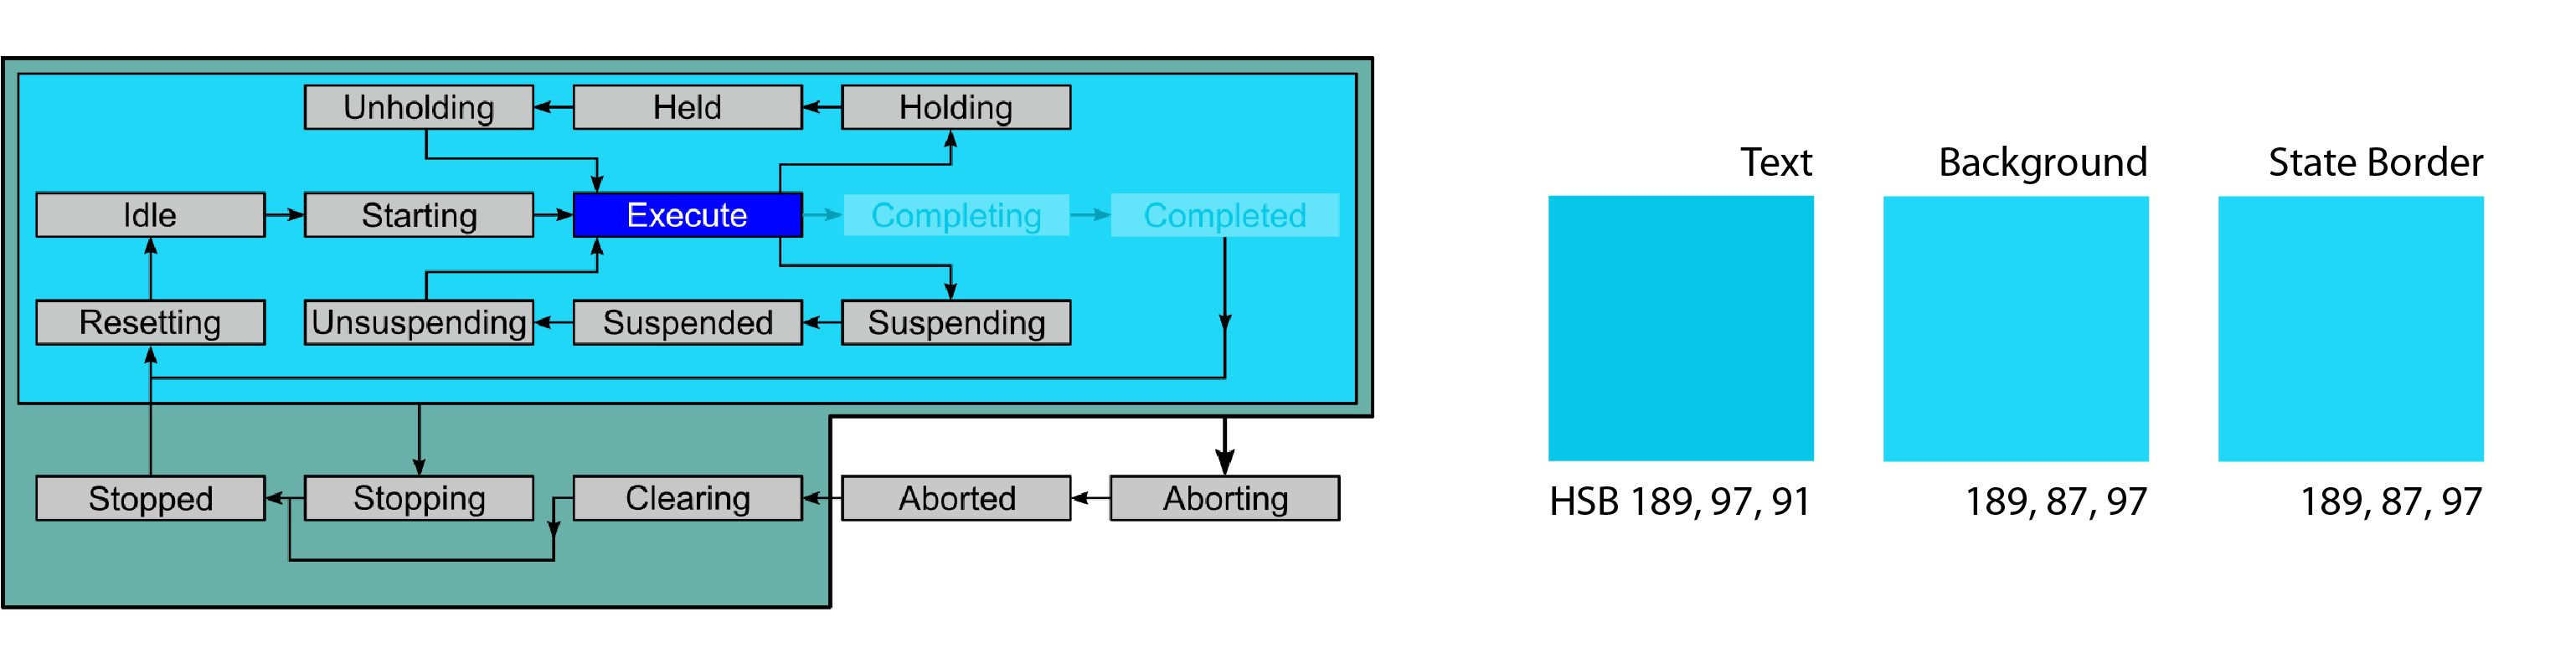 Unholding
Held
Holding
Idle
Starting
Execute
Completing
Completed
Resetting
Unsuspending
Suspended
Suspending
Stopped
Stopping
Clearing
Aborted
Aborting
Text
Background
State Border
HSB 189, 97, 91
189, 87, 97
189, 87, 97